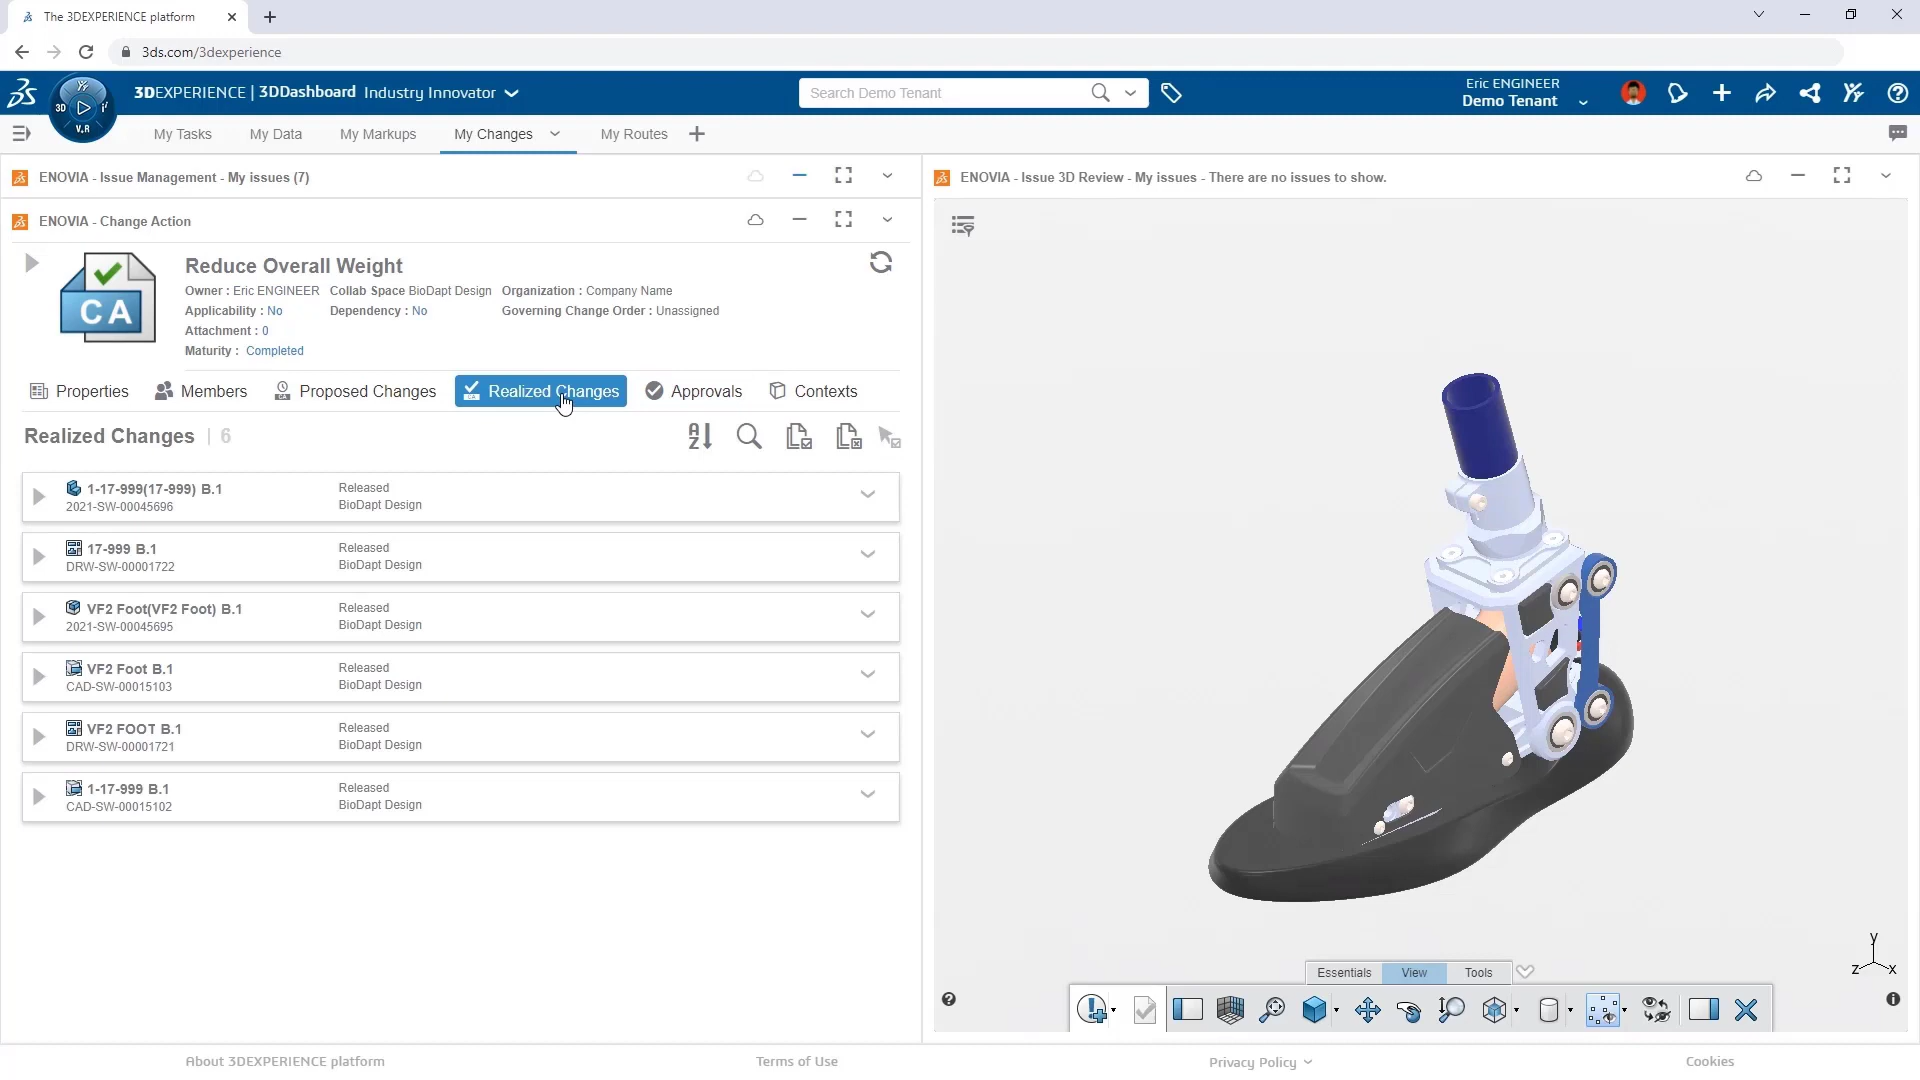 The 3DEXPERIENCE platform
3ds.com/3dexperience
3DEXPERIENCE | 3DDashboard Industry Innovator
Search Demo Tenant
Eric ENGINEER
Demo Tenant
3D
V.R
My Tasks
My Data
My Markups
My Changes
My Routes
ENOVIA - Issue Management - My issues (7)
ENOVIA - Change Action
CA
Reduce Overall Weight
Owner : Eric ENGINEER Collab Space BioDapt Design Organization : Company Name
Applicability : No Dependency : No Governing Change Order : Unassigned
Attachment : 0
Maturity : Completed
Properties
Members
Proposed Changes
Realized Changes
Approvals
Contexts
Realized Changes | 6
1-17-999(17-999) B.1 Released
2021-SW-00045696 BioDapt Design
17-999 B.1 Released
DRW-SW-00001722 BioDapt Design
VF2 Foot(VF2 Foot) B.1 Released
2021-SW-00045695 BioDapt Design
VF2 Foot B.1 Released
CAD-SW-00015103 BioDapt Design
VF2 FOOT B.1 Released
DRW-SW-00001721 BioDapt Design
1-17-999 B.1 Released
CAD-SW-00015102 BioDapt Design
ENOVIA - Issue 3D Review - My issues - There are no issues to show.
y
z x
Essentials View Tools
About 3DEXPERIENCE platform
Terms of Use
Privacy Policy
Cookies